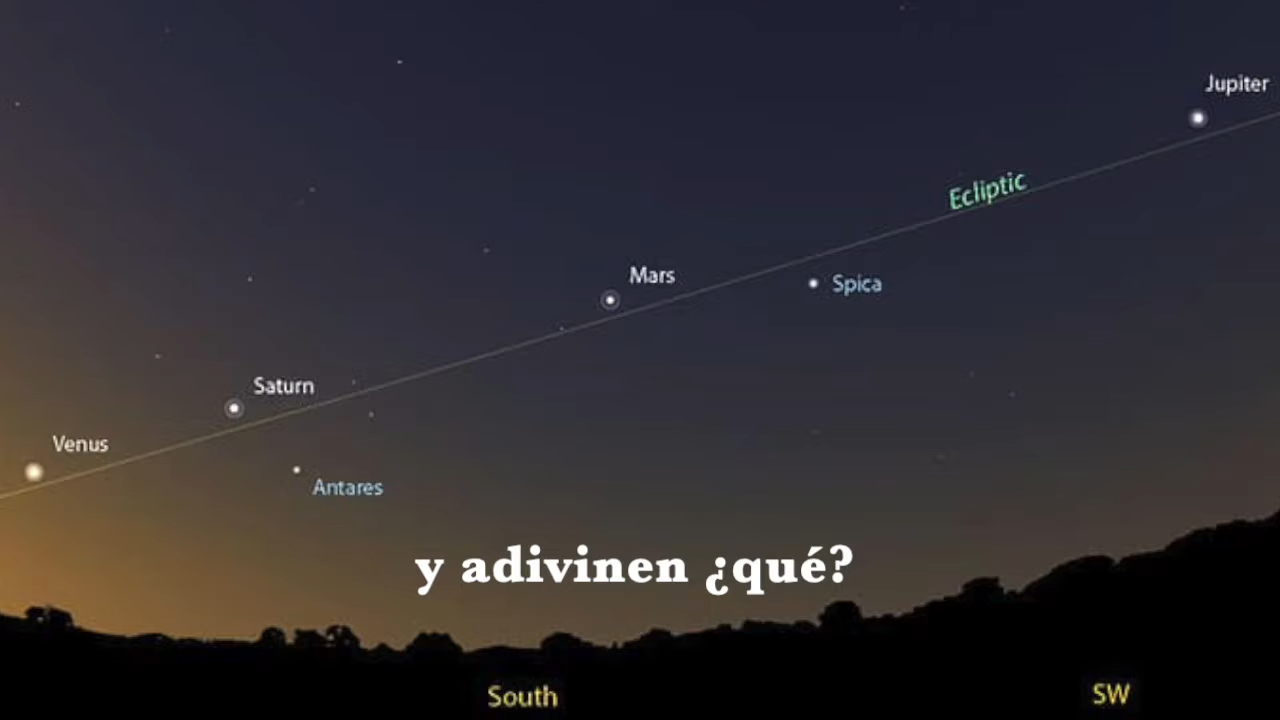 Jupiter
Ecliptic
Mars
Spica
Saturn
Venus
Antares
y adivinen ¿qué?
South
SW